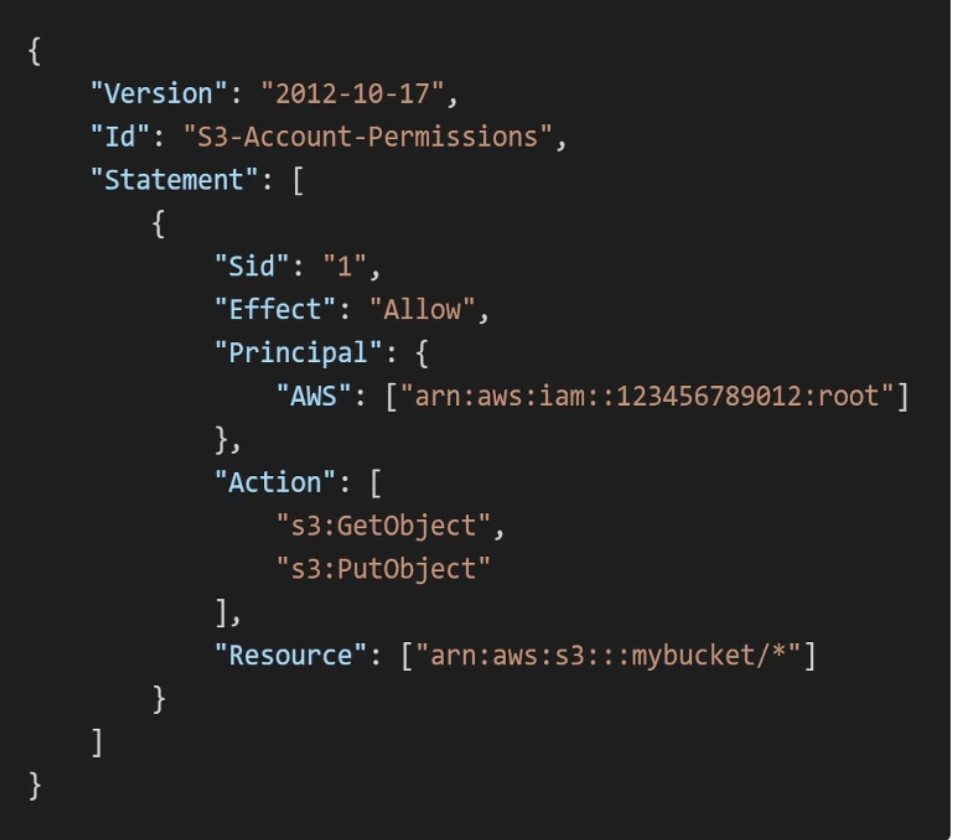 {
    "Version": "2012-10-17",
    "Id": "S3-Account-Permissions",
    "Statement": [
        {
            "Sid": "1",
            "Effect": "Allow",
            "Principal": {
                "AWS": ["arn:aws:iam::123456789012:root"]
            },
            "Action": [
                "s3:GetObject",
                "s3:PutObject"
            ],
            "Resource": ["arn:aws:s3:::mybucket/*"]
        }
    ]
}